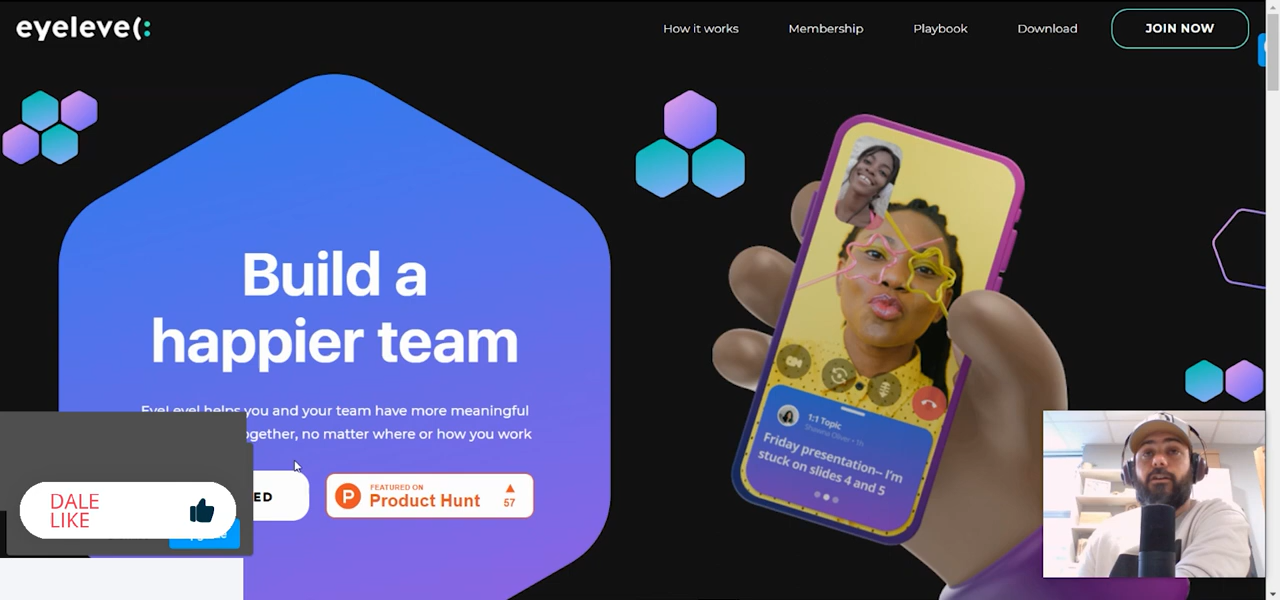 eyelevel:
How it works
Membership
Playbook
Download
JOIN NOW
Build a
happier team
EyeLevel helps you and your team have more meaningful
ogether, no matter where or how you work
ED
FEATURED ON
Product Hunt
57
DALE
LIKE
1:1 Topic
Friday presentation-- I'm
stuck on slides 4 and 5